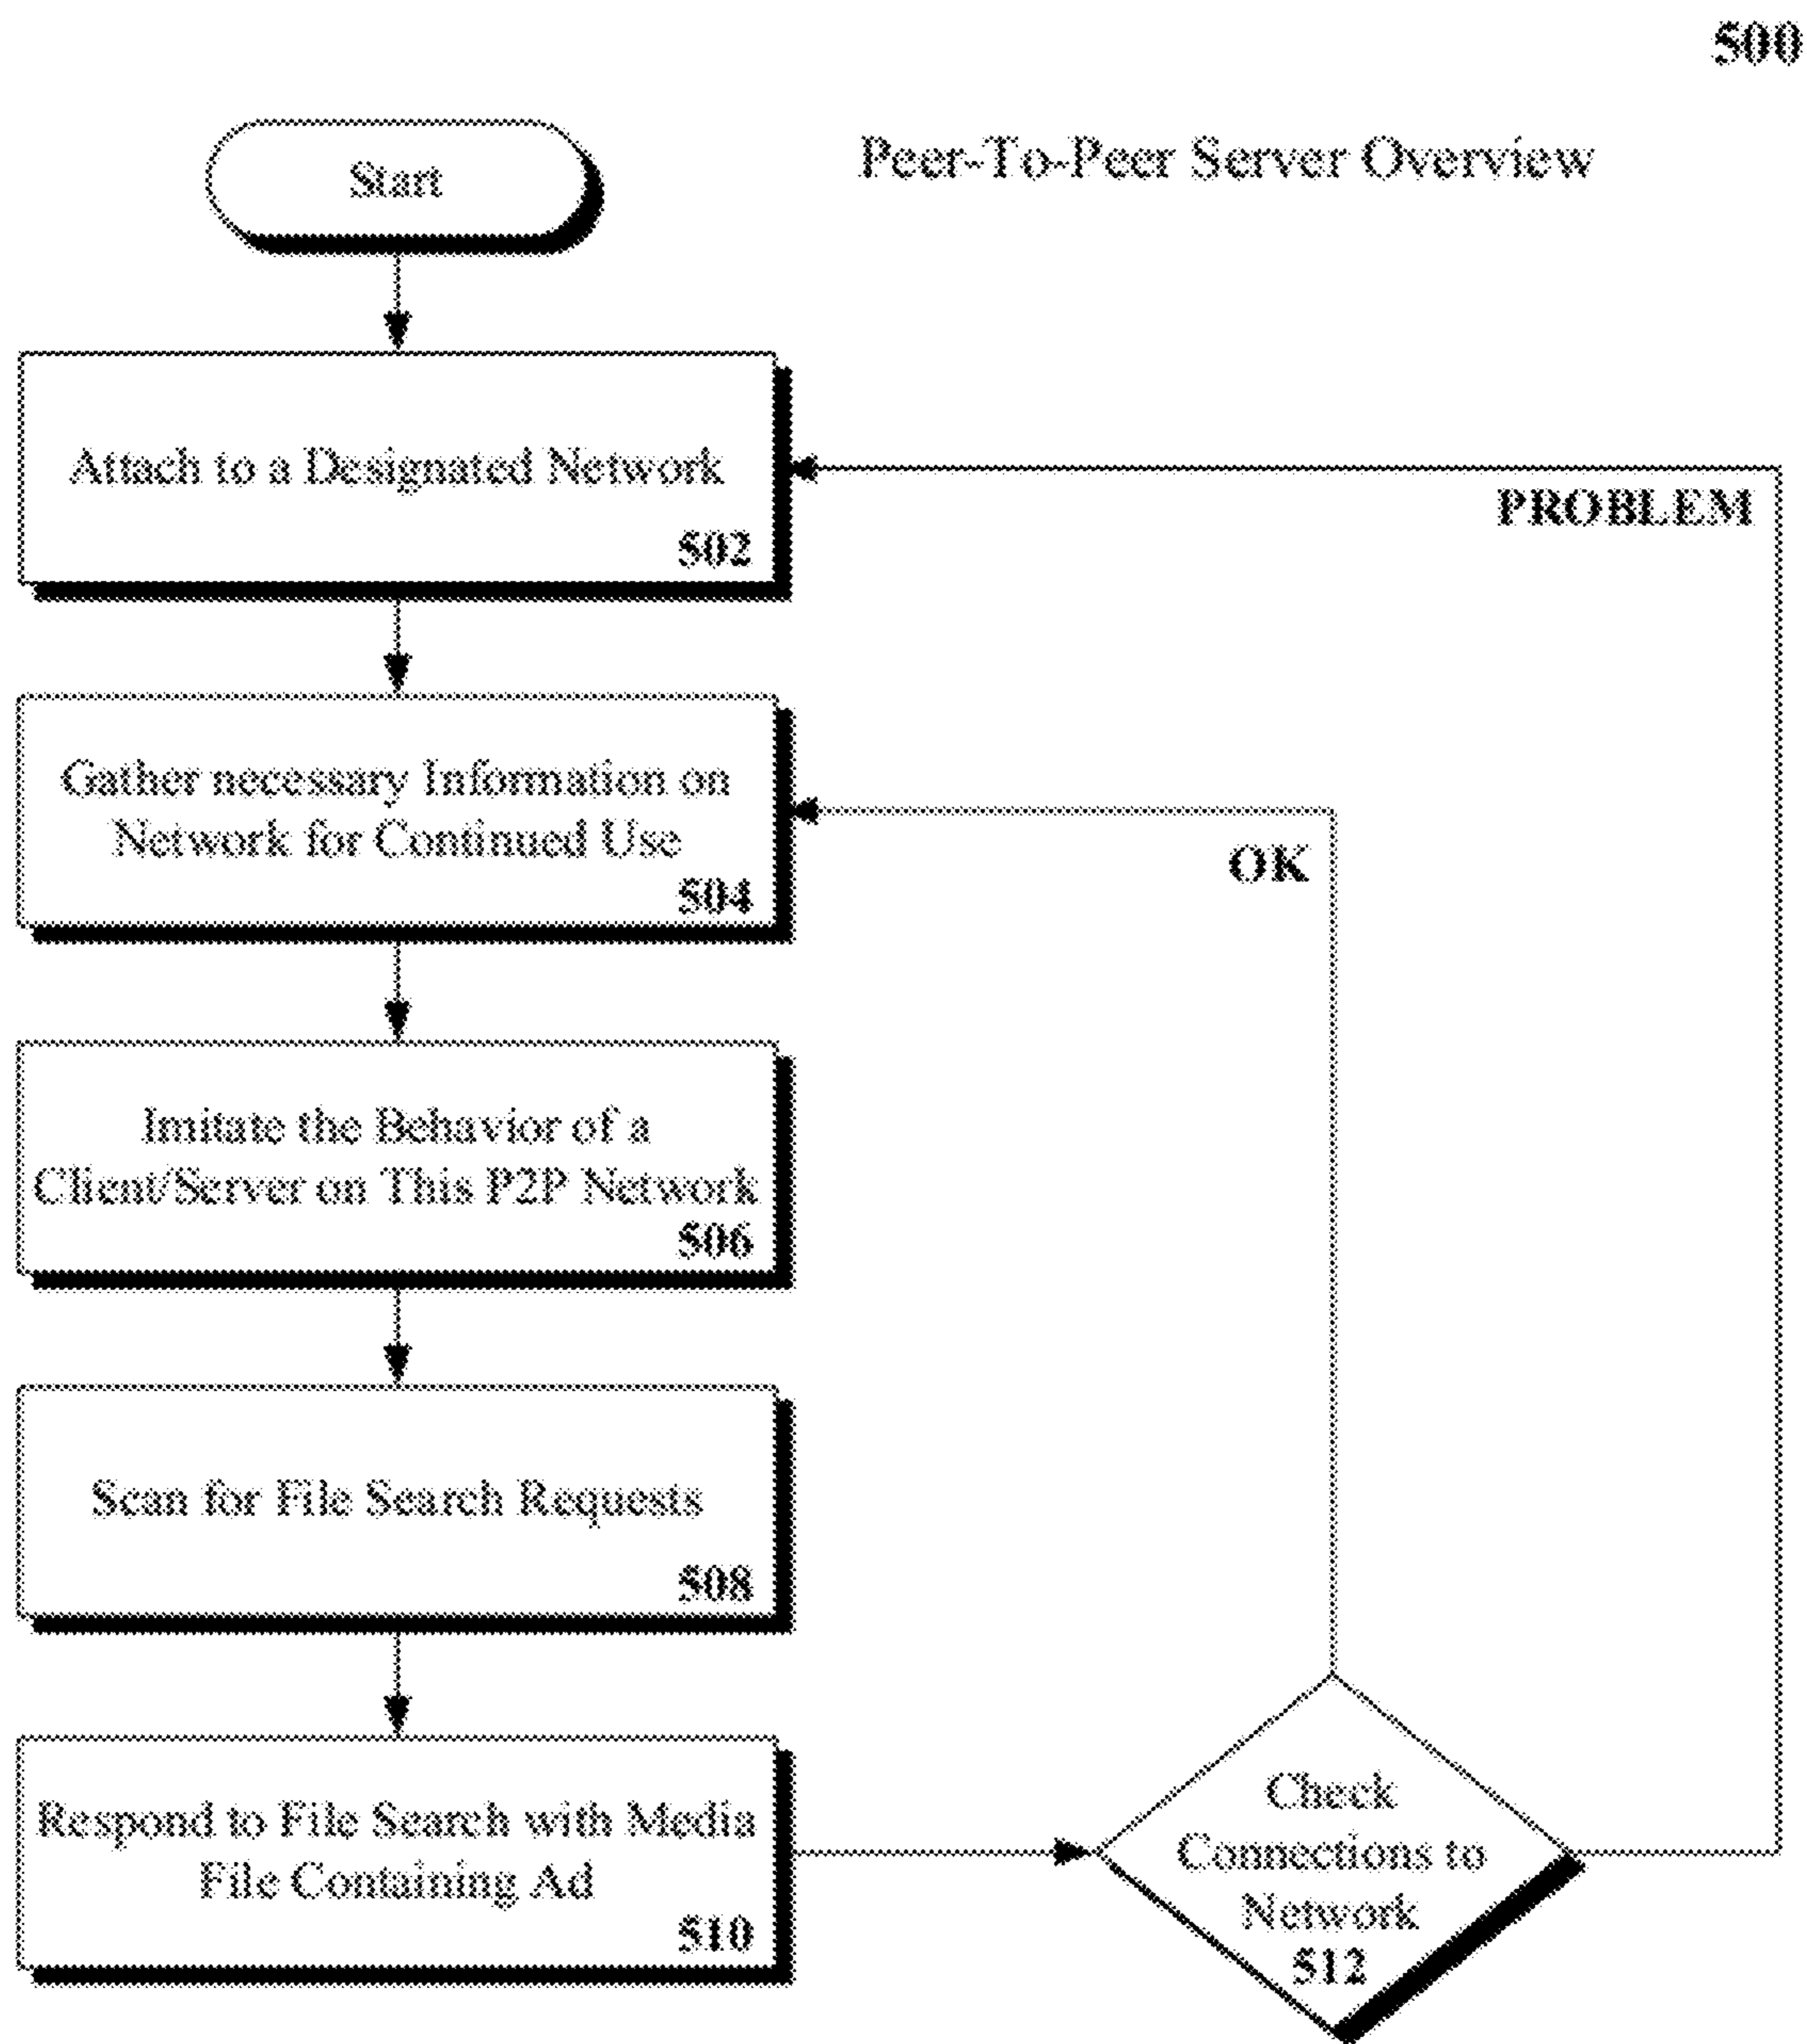 500
Peer-To-Peer Server Overview
Start
Attach to a Designated Network
502
PROBLEM
Gather necessary Information on
Network for Continued Use
504
OK
Imitate the Behavior of a
Client/Server on This P2P Network
506
Scan for File Search Requests
508
Respond to File Search with Media
File Containing Ad
510
Check
Connections to
Network
512